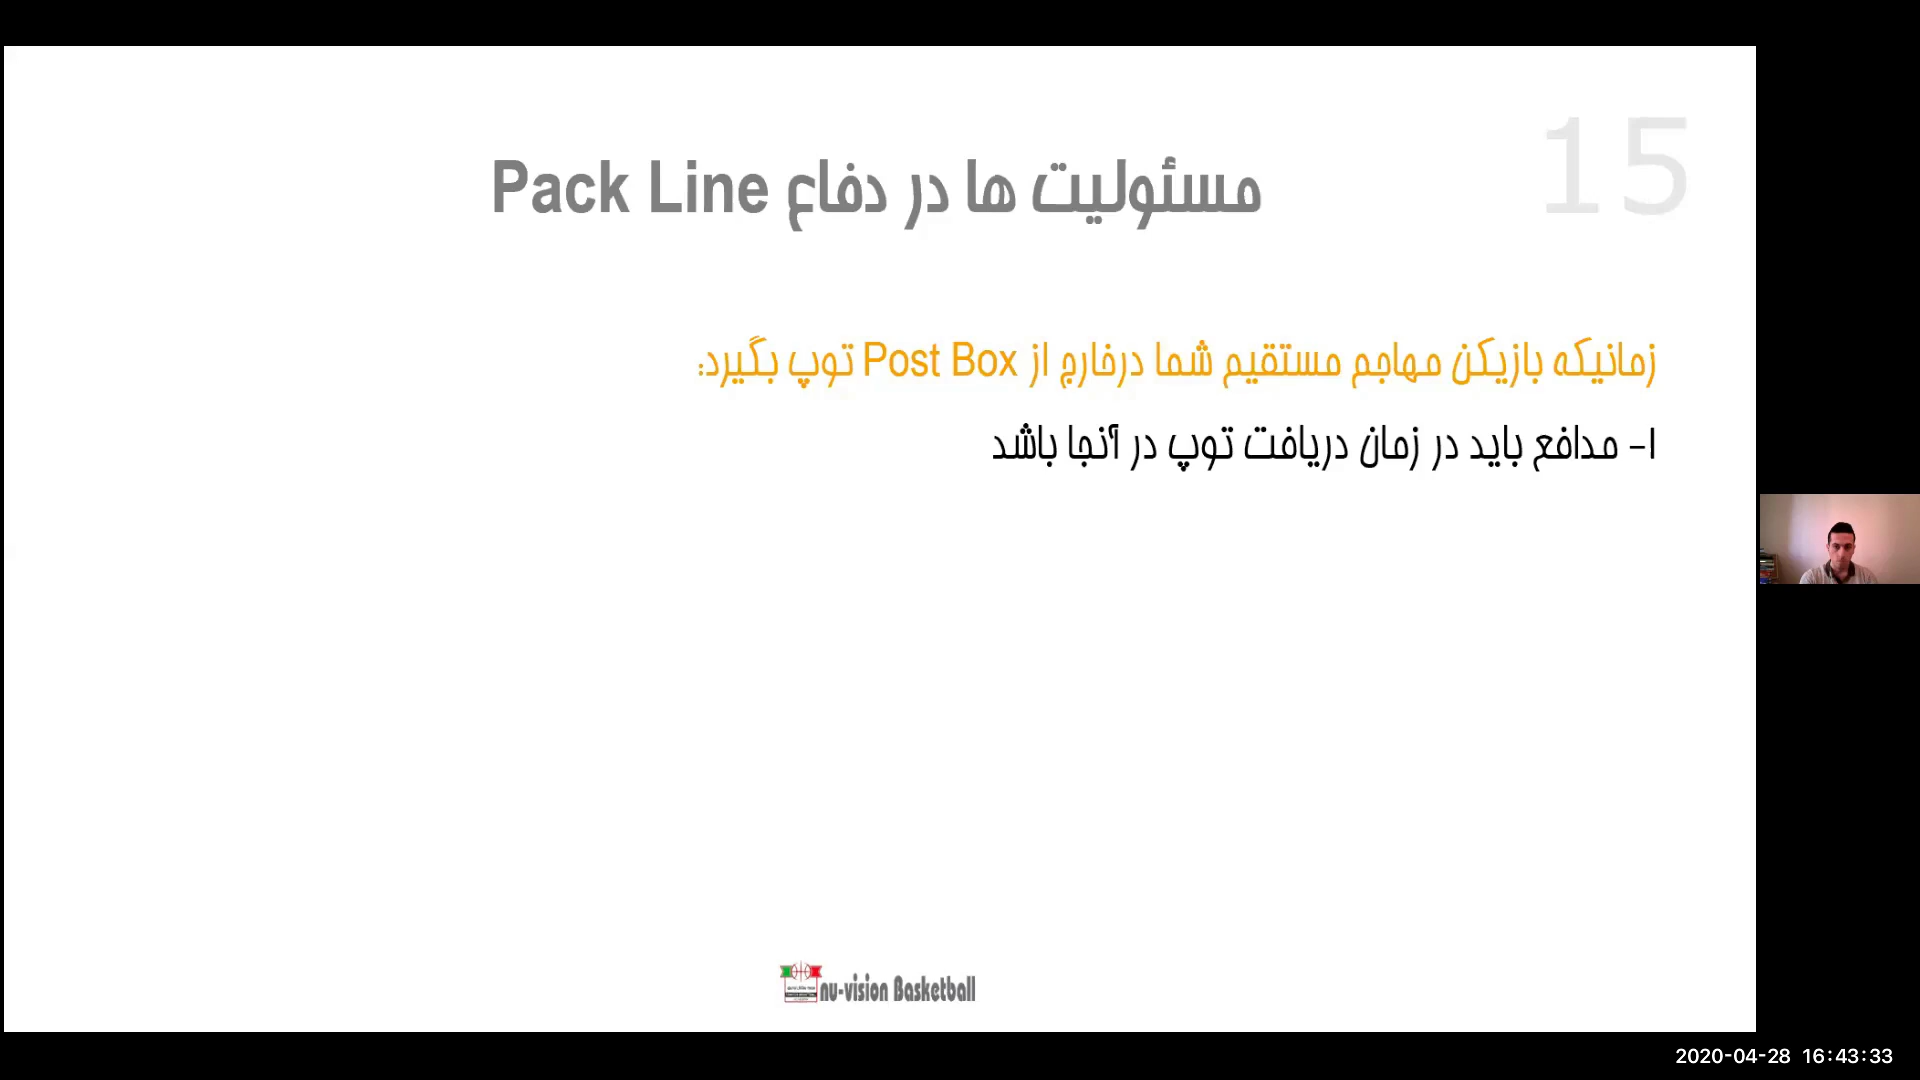 15
مسئولیت ها در دفاع Pack Line
زمانیکه بازیکن مهاجم مستقیم شما درخارج از Post Box توپ بگیرد:
۱- مدافع باید در زمان دریافت توپ در آنجا باشد
nu-vision Basketball
2020-04-28 16:43:33